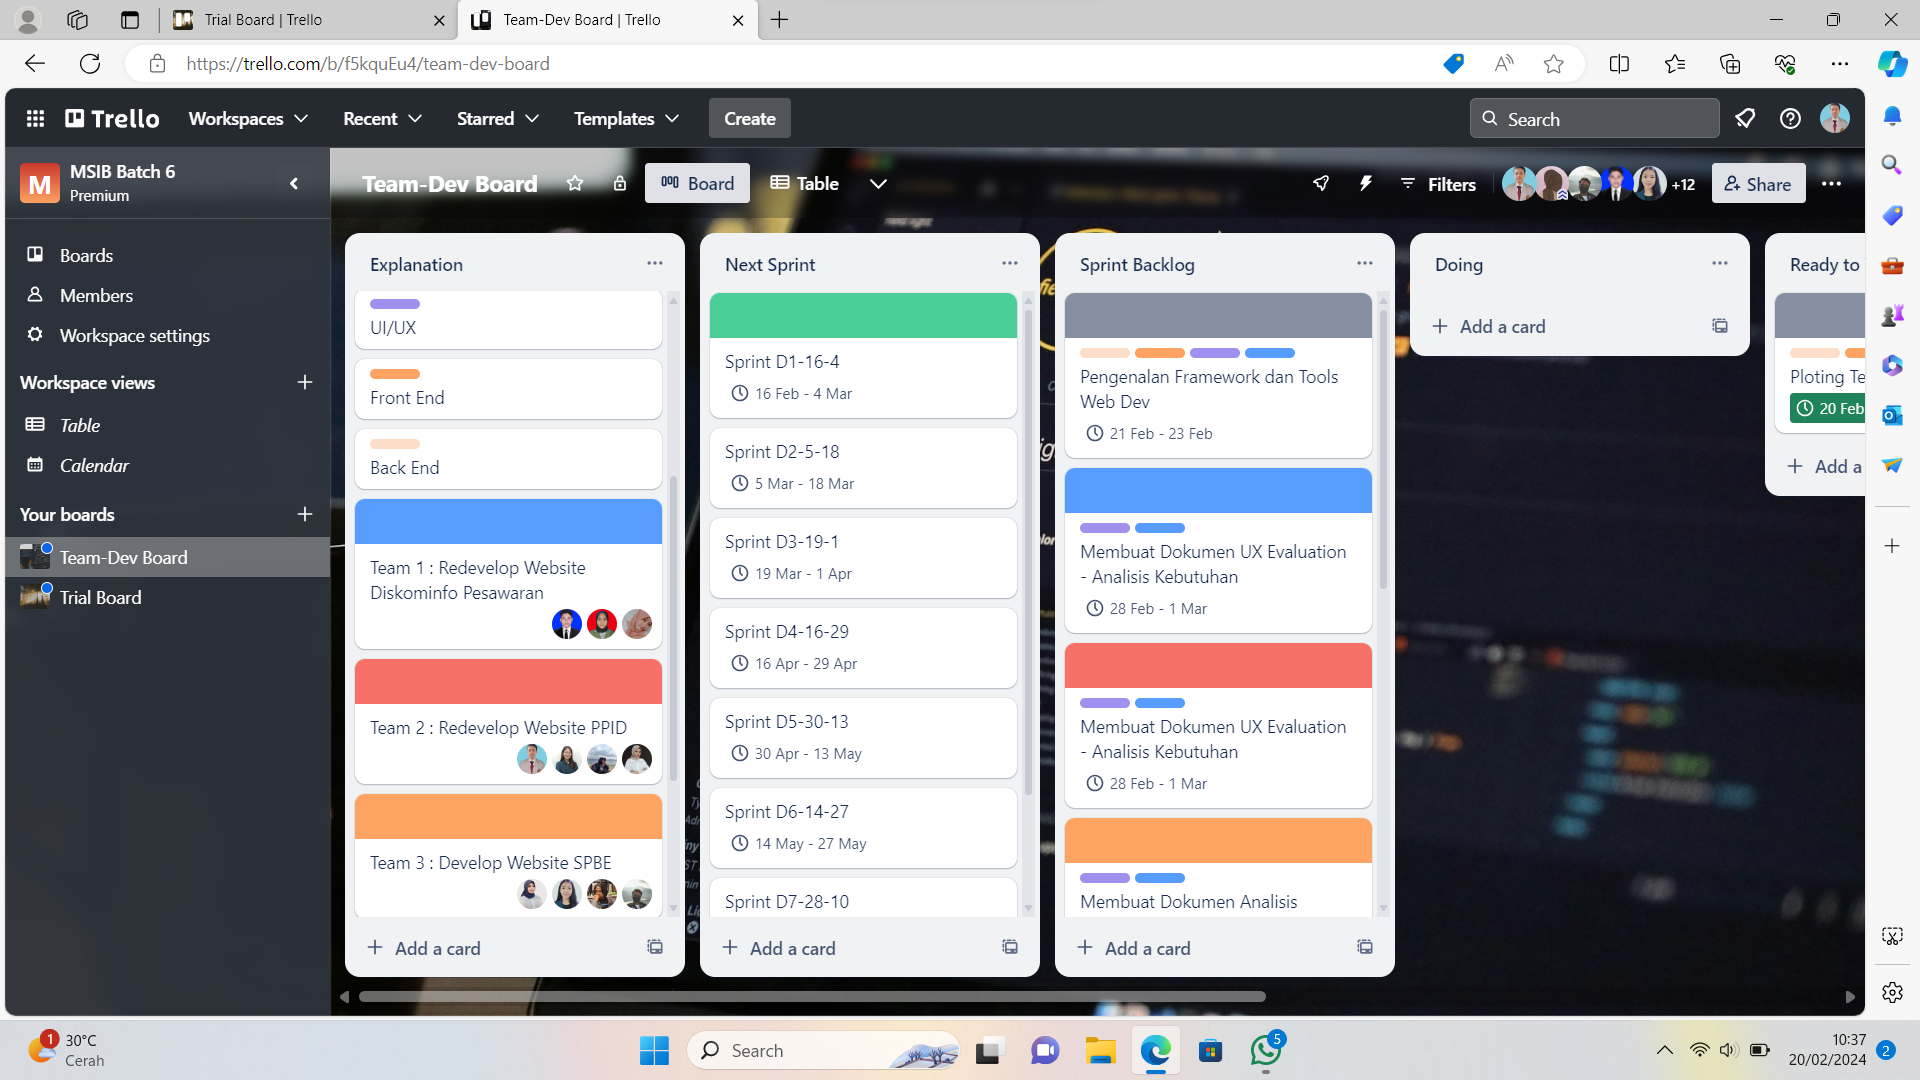 Trial Board | Trello
Team-Dev Board | Trello
https://trello.com/b/f5kquEu4/team-dev-board
Trello
Workspaces
Recent
Starred
Templates
Create
Search
M
MSIB Batch 6
Premium
Team-Dev Board
Board
Table
Filters
+12
Share
Boards
Members
Workspace settings
Workspace views
Table
Calendar
Your boards
Team-Dev Board
Trial Board
Explanation
UI/UX
Front End
Back End
Team 1 : Redevelop Website
Diskominfo Pesawaran
Team 2 : Redevelop Website PPID
Team 3 : Develop Website SPBE
Add a card
Next Sprint
Sprint D1-16-4
16 Feb - 4 Mar
Sprint D2-5-18
5 Mar - 18 Mar
Sprint D3-19-1
19 Mar - 1 Apr
Sprint D4-16-29
16 Apr - 29 Apr
Sprint D5-30-13
30 Apr - 13 May
Sprint D6-14-27
14 May - 27 May
Sprint D7-28-10
Add a card
Sprint Backlog
Pengenalan Framework dan Tools
Web Dev
21 Feb - 23 Feb
Membuat Dokumen UX Evaluation
- Analisis Kebutuhan
28 Feb - 1 Mar
Membuat Dokumen UX Evaluation
- Analisis Kebutuhan
28 Feb - 1 Mar
Membuat Dokumen Analisis
Add a card
Doing
Add a card
Ready to
Ploting Te
20 Feb
Add a
1
30°C
Cerah
Search
5
10:37
20/02/2024
2